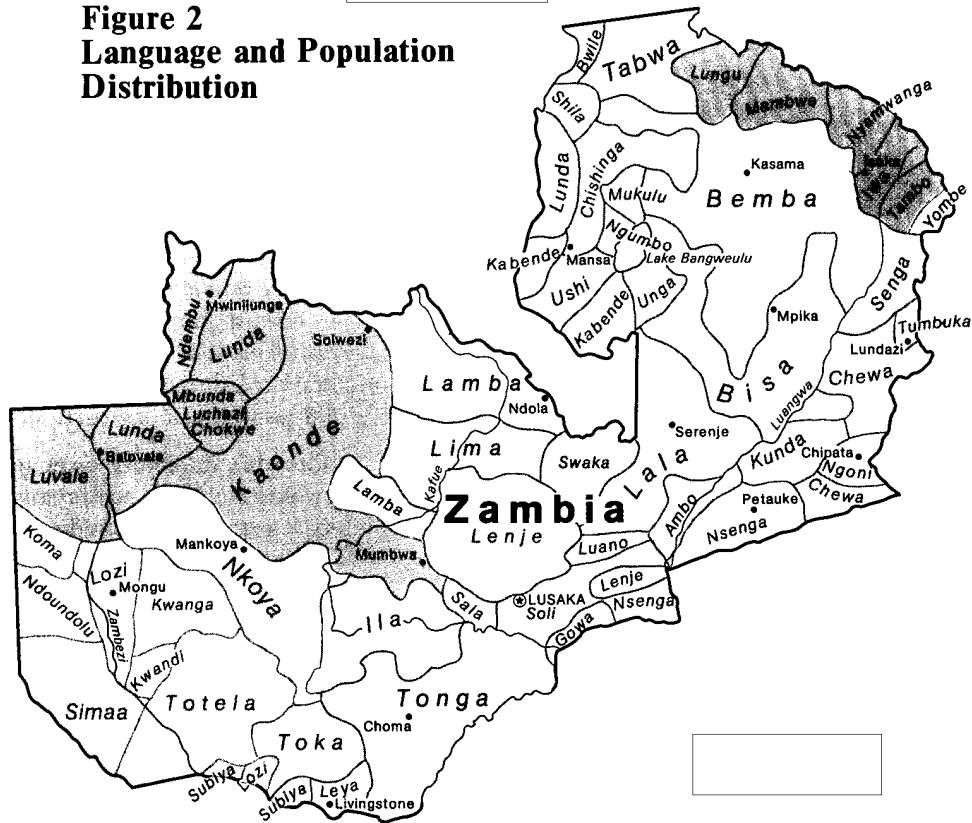 Figure 2
Language and Population
Distribution
Bwile
Tabwa
Lungu
Mambwe
Nyamwanga
Shila
Iwa
Tambo
Yombe
Kasama
Lunda
Chishinga
Mukulu
Bemba
Ngumbo
Kabende
Mansa
Lake Bangweulu
Senga
Ushi
Kabende
Unga
Mpika
Tumbuka
Lundazi
Ndembu
Mwinilunga
Lunda
Solwezi
Bisa
Chewa
Luangwa
Lamba
Ndola
Mbunda
Luchazi
Chokwe
Lunda
Balovale
Luvale
Kaonde
Lima
Kafue
Swaka
Serenje
Lala
Kunda
Chipata
Ngoni
Chewa
Lamba
Zambia
Lenje
Ambo
Petauke
Nsenga
Koma
Mankoya
Nkoya
Mumbwa
Luano
Lozi
Mongu
Kwanga
Ndoundolu
Zambezi
Ila
Sala
LUSAKA
Soli
Lenje
Nsenga
Gowa
Kwandi
Simaa
Totela
Tonga
Choma
Toka
Subiya
Lozi
Subiya
Leya
Livingstone